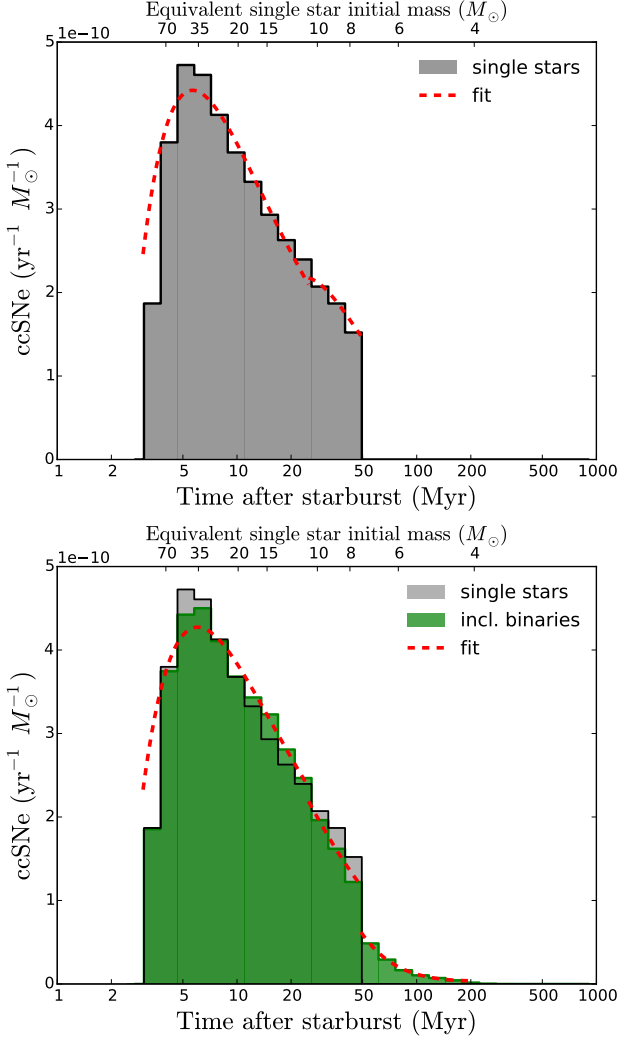 Equivalent single star initial mass (M⊙)
70 35 20 15 10 8 6 4
1e−10
5
4
3
2
1
0
ccSNe (yr⁻¹ M⊙⁻¹)
single stars
fit
1 2 5 10 20 50 100 200 500 1000
Time after starburst (Myr)
Equivalent single star initial mass (M⊙)
70 35 20 15 10 8 6 4
1e−10
5
4
3
2
1
0
ccSNe (yr⁻¹ M⊙⁻¹)
single stars
incl. binaries
fit
1 2 5 10 20 50 100 200 500 1000
Time after starburst (Myr)